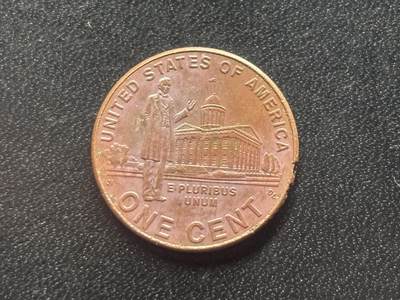 UNITED STATES OF AMERICA
E PLURIBUS
UNUM
ONE CENT